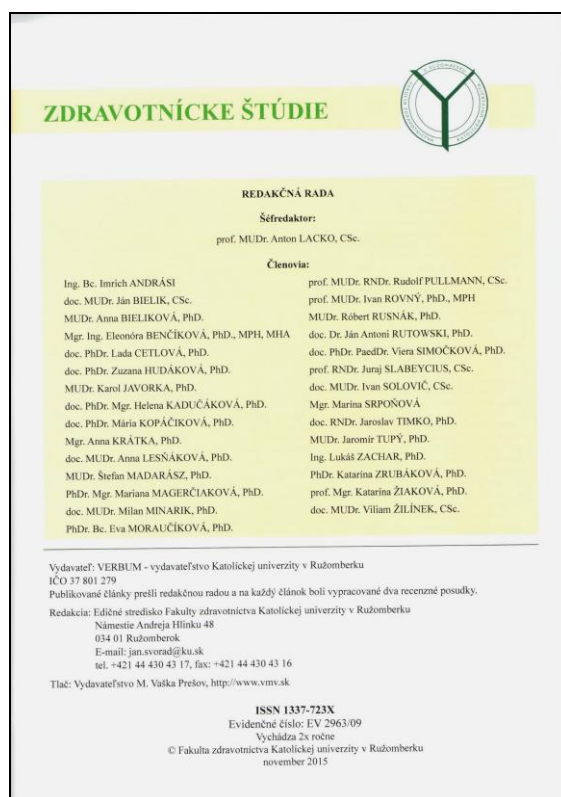 ZDRAVOTNÍCKE ŠTÚDIE
REDAKČNÁ RADA
Šéfredaktor:
prof. MUDr. Anton LACKO, CSc.
Členovia:
Ing. Bc. Imrich ANDRÁSI
doc. MUDr. Ján BIELIK, CSc.
MUDr. Anna BIELIKOVÁ, PhD.
Mgr. Ing. Eleonóra BENČÍKOVÁ, PhD., MPH, MHA
doc. PhDr. Lada CETLOVÁ, PhD.
doc. PhDr. Zuzana HUDÁKOVÁ, PhD.
MUDr. Karol JAVORKA, PhD.
doc. PhDr. Mgr. Helena KADUČÁKOVÁ, PhD.
doc. PhDr. Mária KOPÁČIKOVÁ, PhD.
Mgr. Anna KRÁTKA, PhD.
doc. MUDr. Anna LESŇÁKOVÁ, PhD.
MUDr. Štefan MADARÁSZ, PhD.
PhDr. Mgr. Mariana MAGERČIAKOVÁ, PhD.
doc. MUDr. Milan MINARIK, PhD.
PhDr. Bc. Eva MORAUČÍKOVÁ, PhD.
prof. MUDr. RNDr. Rudolf PULLMANN, CSc.
prof. MUDr. Ivan ROVNÝ, PhD., MPH
MUDr. Róbert RUSNÁK, PhD.
doc. Dr. Ján Antoni RUTOWSKI, PhD.
doc. PhDr. PaedDr. Viera SIMOČKOVÁ, PhD.
prof. RNDr. Juraj SLABEYCIUS, CSc.
doc. MUDr. Ivan SOLOVIČ, CSc.
Mgr. Marína SRPOŇOVÁ
doc. RNDr. Jaroslav TIMKO, PhD.
MUDr. Jaromír TUPÝ, PhD.
Ing. Lukáš ZACHAR, PhD.
PhDr. Katarína ZRUBÁKOVÁ, PhD.
prof. Mgr. Katarína ŽIAKOVÁ, PhD.
doc. MUDr. Viliam ŽILÍNEK, CSc.
Vydavateľ: VERBUM - vydavateľstvo Katolíckej univerzity v Ružomberku
IČO 37 801 279
Publikované články prešli redakčnou radou a na každý článok boli vypracované dva recenzné posudky.
Redakcia: Edičné stredisko Fakulty zdravotníctva Katolíckej univerzity v Ružomberku
Námestie Andreja Hlinku 48
034 01 Ružomberok
E-mail: jan.svorad@ku.sk
tel. +421 44 430 43 17, fax: +421 44 430 43 16
Tlač: Vydavateľstvo M. Vaška Prešov, http://www.vmv.sk
ISSN 1337-723X
Evidenčné číslo: EV 2963/09
Vychádza 2x ročne
© Fakulta zdravotníctva Katolíckej univerzity v Ružomberku
november 2015